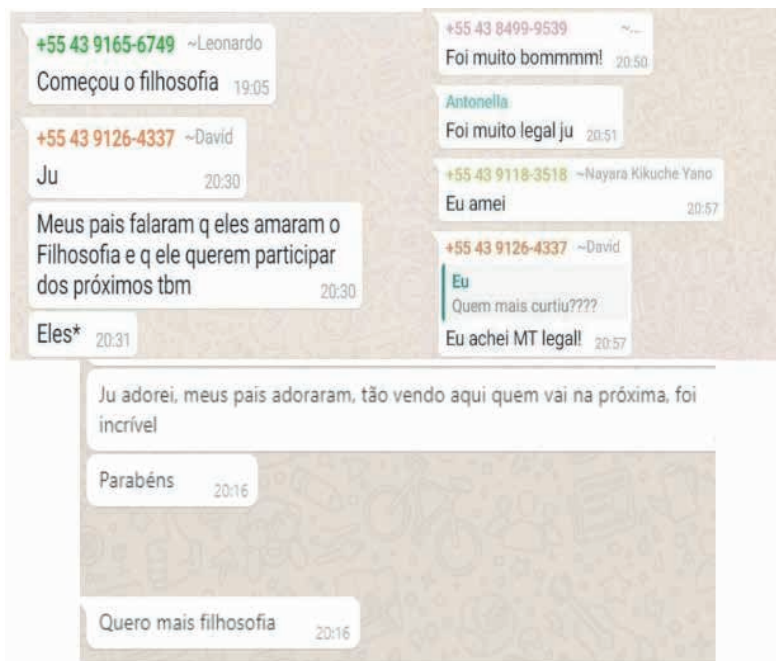 +55 43 9165-6749 ~Leonardo
Começou o filhosofia 19:05
+55 43 9126-4337 ~David
Ju 20:30
Meus pais falaram q eles amaram o
Filhosofia e q ele querem participar
dos próximos tbm 20:30
Eles* 20:31
+55 43 8499-9539 ~...
Foi muito bommmm! 20:50
Antonella
Foi muito legal ju 20:51
+55 43 9118-3518 ~Nayara Kikuche Yano
Eu amei 20:57
+55 43 9126-4337 ~David
Eu
Quem mais curtiu????
Eu achei MT legal! 20:57
Ju adorei, meus pais adoraram, tão vendo aqui quem vai na próxima, foi
incrível
Parabéns 20:16
Quero mais filhosofia 20:16